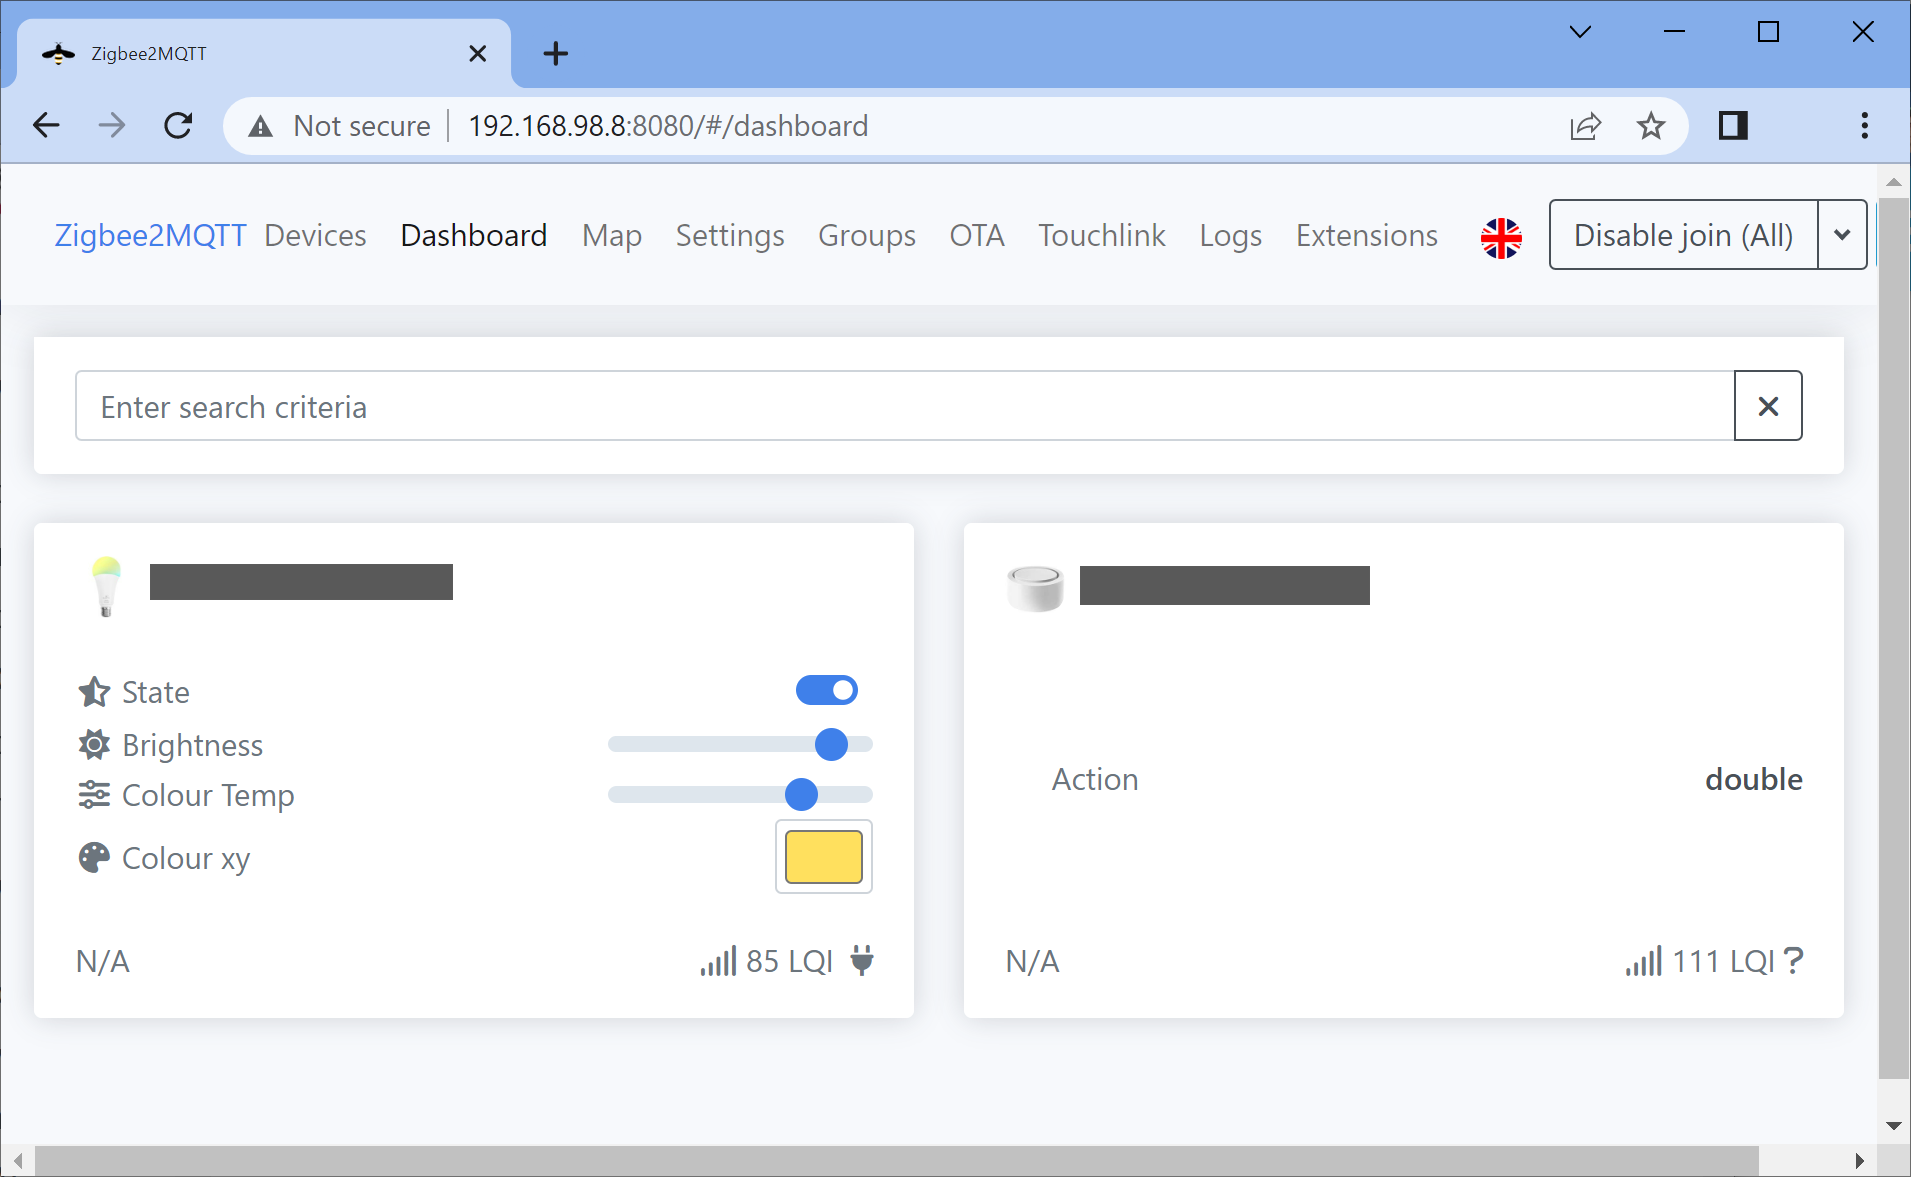 Zigbee2MQTT
Not secure 192.168.98.8:8080/#/dashboard
Zigbee2MQTT Devices Dashboard Map Settings Groups OTA Touchlink Logs Extensions Disable join (All)
Enter search criteria
State
Brightness
Colour Temp
Colour xy
N/A 85 LQI
Action double
N/A 111 LQI ?